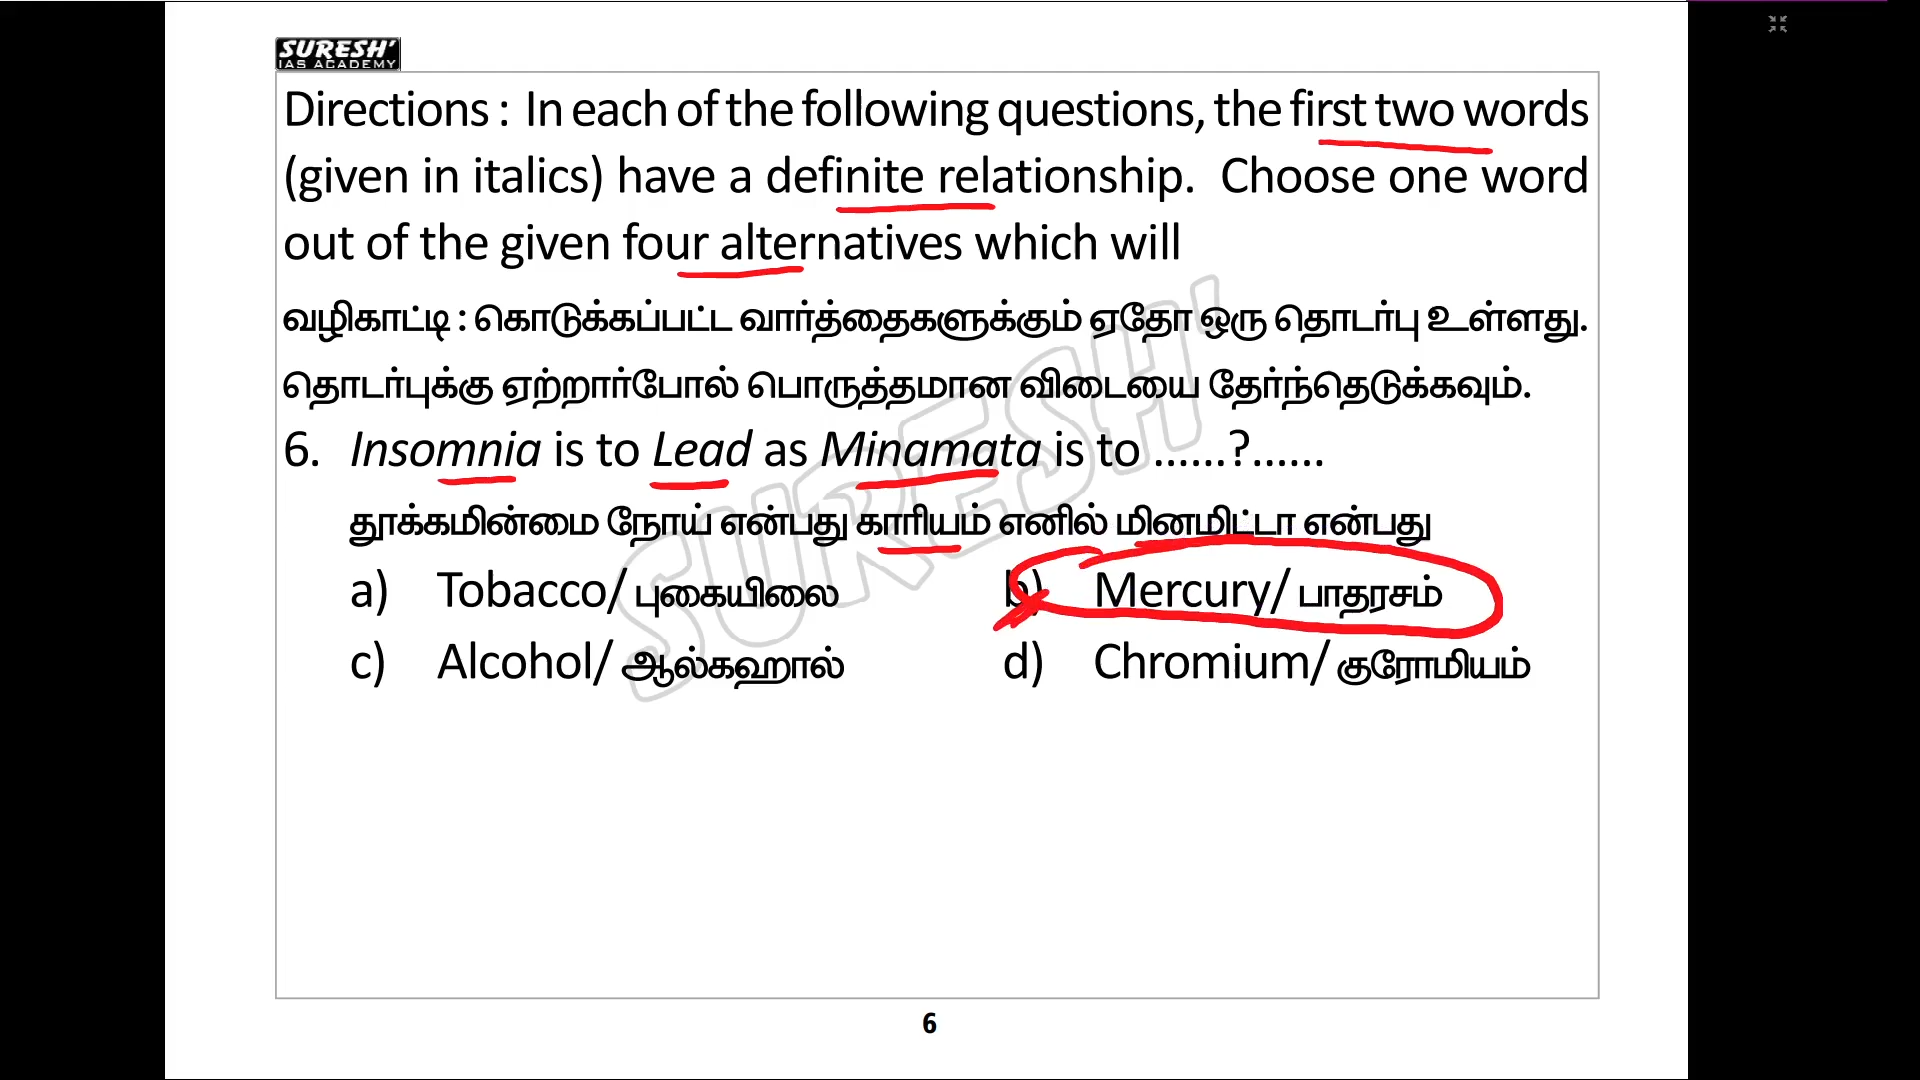 SURESH'
IAS ACADEMY
Directions : In each of the following questions, the first two words
(given in italics) have a definite relationship. Choose one word
out of the given four alternatives which will
வழிகாட்டி : கொடுக்கப்பட்ட வார்த்தைகளுக்கும் ஏதோ ஒரு தொடர்பு உள்ளது.
தொடர்புக்கு ஏற்றார்போல் பொருத்தமான விடையை தேர்ந்தெடுக்கவும்.
6. Insomnia is to Lead as Minamata is to ......?......
தூக்கமின்மை நோய் என்பது காரியம் எனில் மினமிட்டா என்பது
a) Tobacco/ புகையிலை b) Mercury/ பாதரசம்
c) Alcohol/ ஆல்கஹால் d) Chromium/ குரோமியம்
SURESH'
6